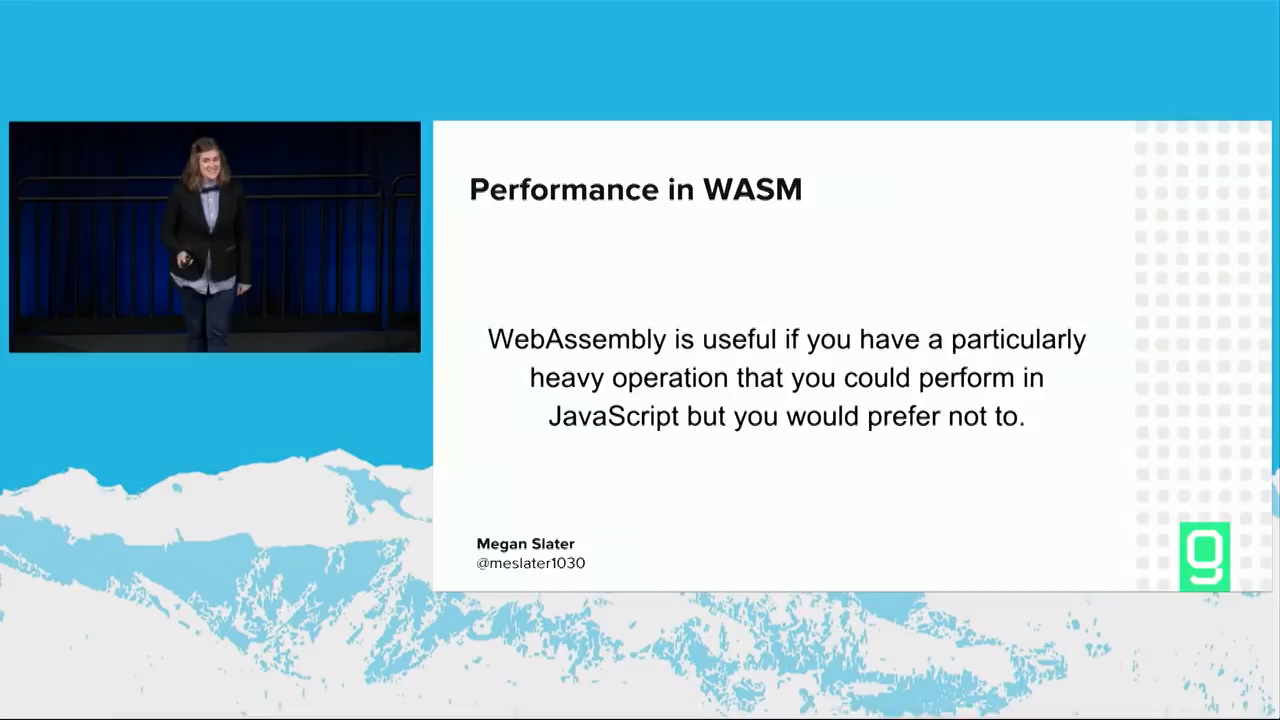 Performance in WASM
WebAssembly is useful if you have a particularly
heavy operation that you could perform in
JavaScript but you would prefer not to.
Megan Slater
@meslater1030
g